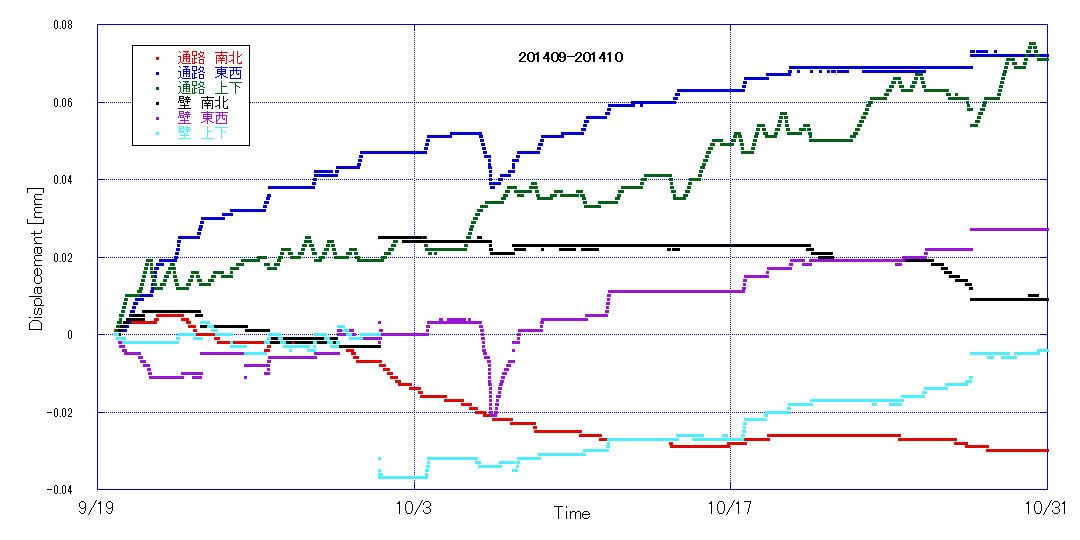 0.08
201409-201410
通路 南北
通路 東西
通路 上下
壁 南北
壁 東西
壁 上下
0.06
0.04
0.02
0
-0.02
-0.04
Displacemant [mm]
9/19
10/3
10/17
10/31
Time